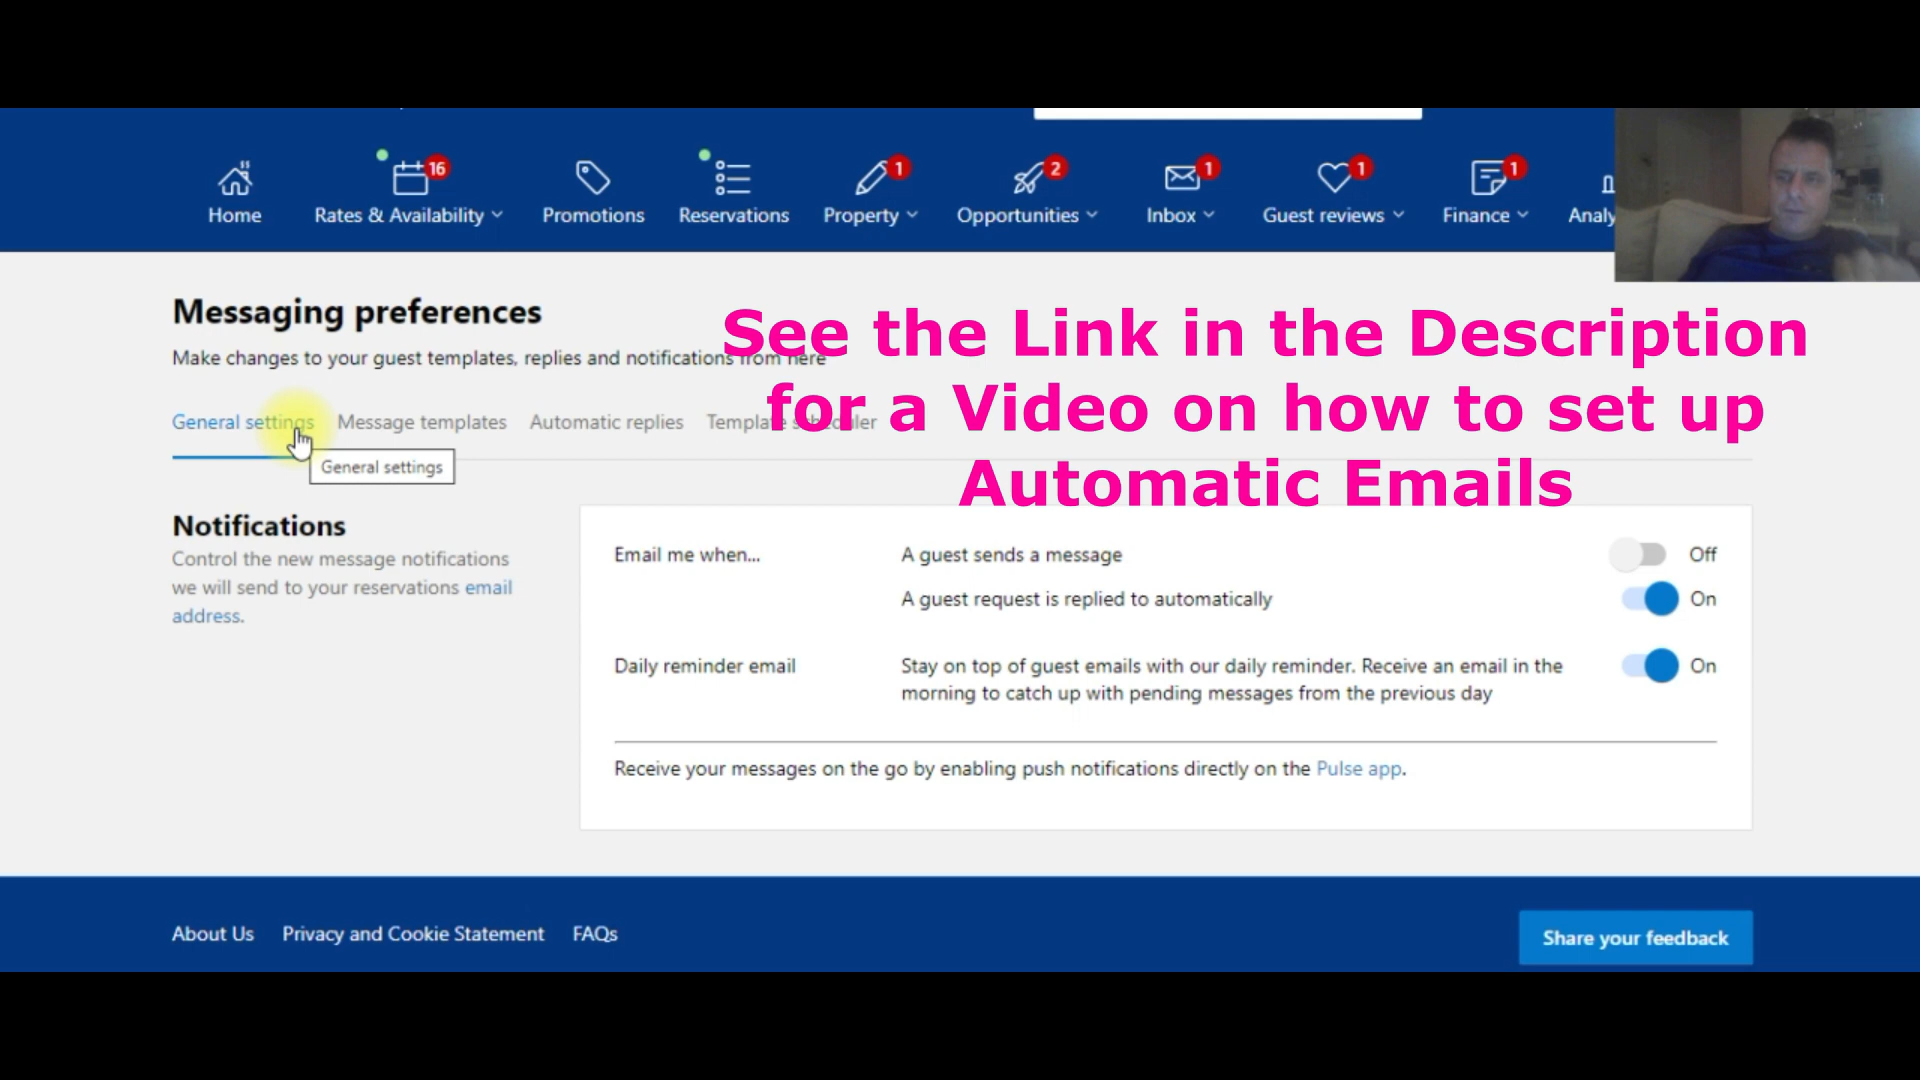 16
1
2
1
1
1
Home
Rates & Availability
Promotions
Reservations
Property
Opportunities
Inbox
Guest reviews
Finance
Messaging preferences
Make changes to your guest templates, replies and notifications from here
See the Link in the Description
for a Video on how to set up
Automatic Emails
General settings
Message templates
Automatic replies
General settings
Notifications
Control the new message notifications
we will send to your reservations email
address.
Email me when...
A guest sends a message
Off
A guest request is replied to automatically
On
Daily reminder email
Stay on top of guest emails with our daily reminder. Receive an email in the
morning to catch up with pending messages from the previous day
On
Receive your messages on the go by enabling push notifications directly on the Pulse app.
About Us
Privacy and Cookie Statement
FAQs
Share your feedback